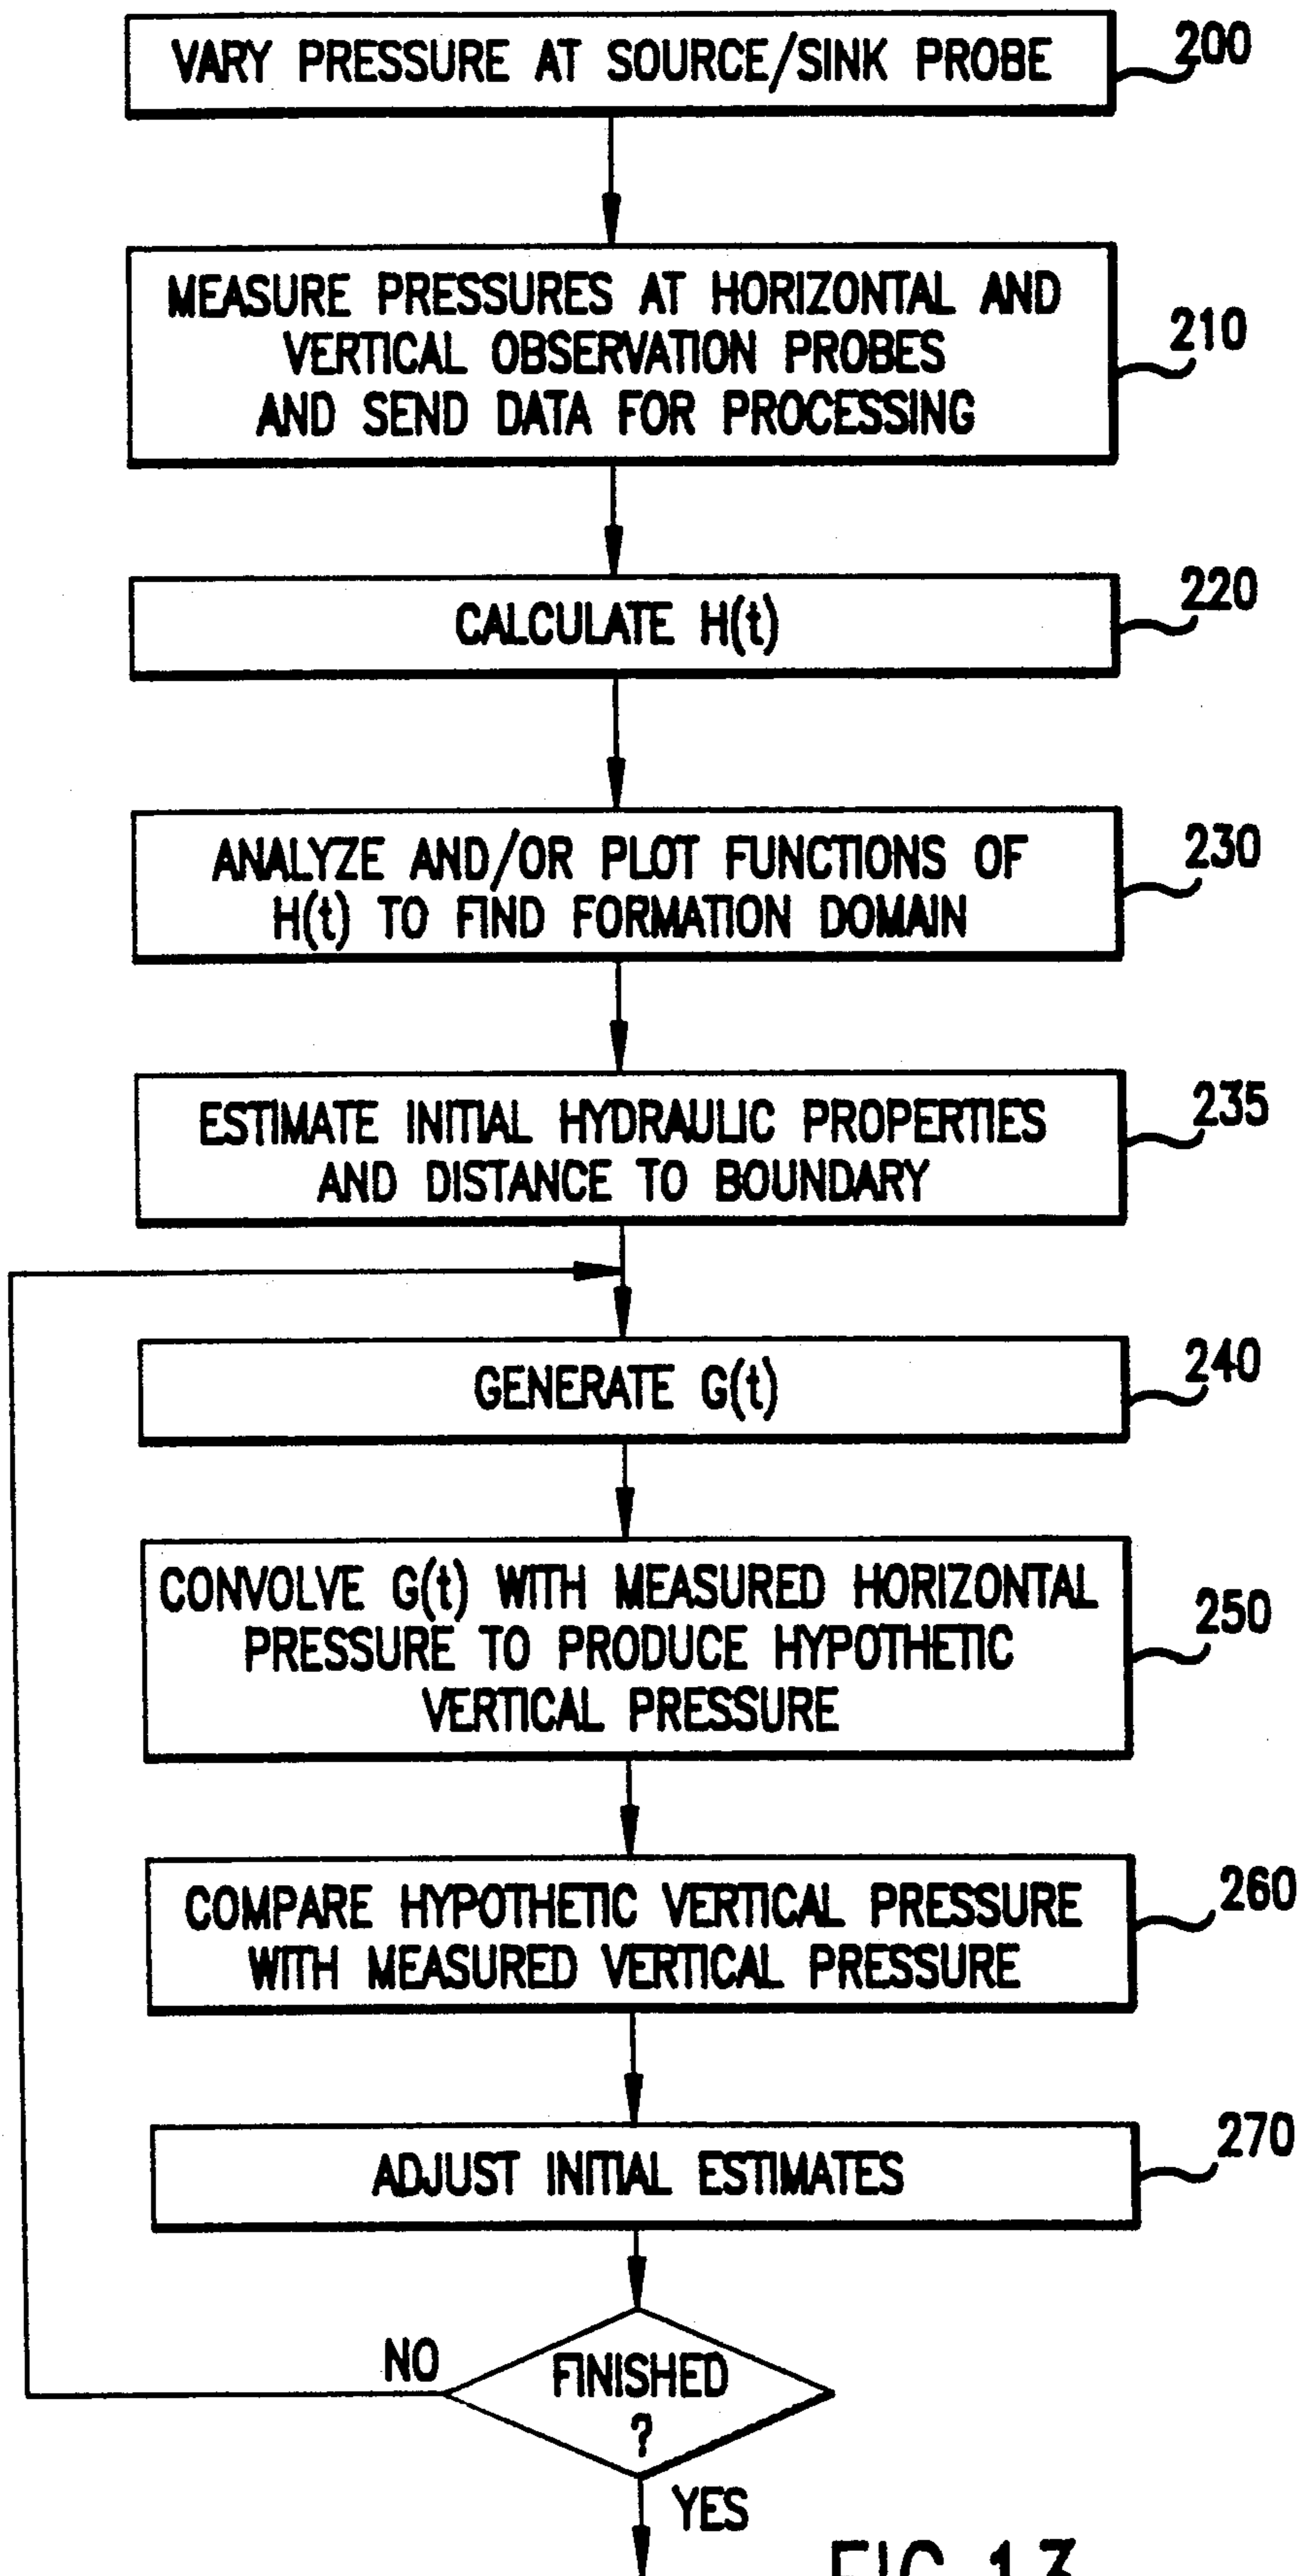 VARY PRESSURE AT SOURCE/SINK PROBE
200
MEASURE PRESSURES AT HORIZONTAL AND
VERTICAL OBSERVATION PROBES
AND SEND DATA FOR PROCESSING
210
CALCULATE H(t)
220
ANALYZE AND/OR PLOT FUNCTIONS OF
H(t) TO FIND FORMATION DOMAIN
230
ESTIMATE INITIAL HYDRAULIC PROPERTIES
AND DISTANCE TO BOUNDARY
235
GENERATE G(t)
240
CONVOLVE G(t) WITH MEASURED HORIZONTAL
PRESSURE TO PRODUCE HYPOTHETIC
VERTICAL PRESSURE
250
COMPARE HYPOTHETIC VERTICAL PRESSURE
WITH MEASURED VERTICAL PRESSURE
260
ADJUST INITIAL ESTIMATES
270
NO
FINISHED
?
YES
FIG.13